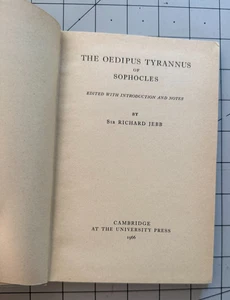 THE OEDIPUS TYRANNUS
OF
SOPHOCLES
EDITED WITH INTRODUCTION AND NOTES
BY
SIR RICHARD JEBB
CAMBRIDGE
AT THE UNIVERSITY PRESS
1966